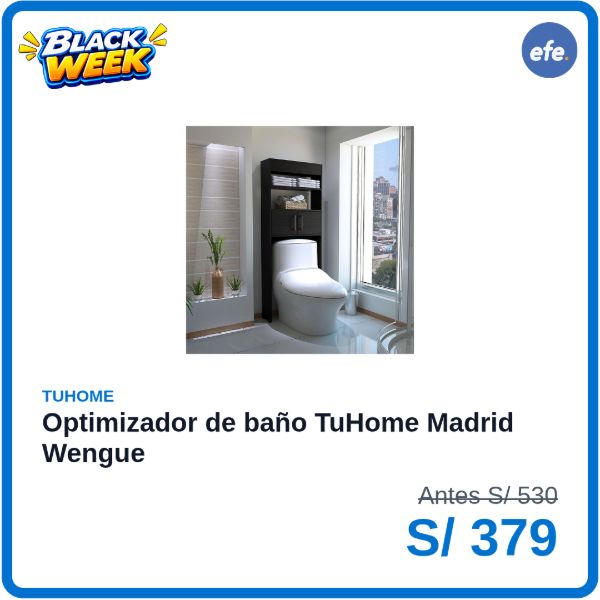 BLACK
WEEK
efe.
TUHOME
Optimizador de baño TuHome Madrid
Wengue
Antes S/ 530
S/ 379